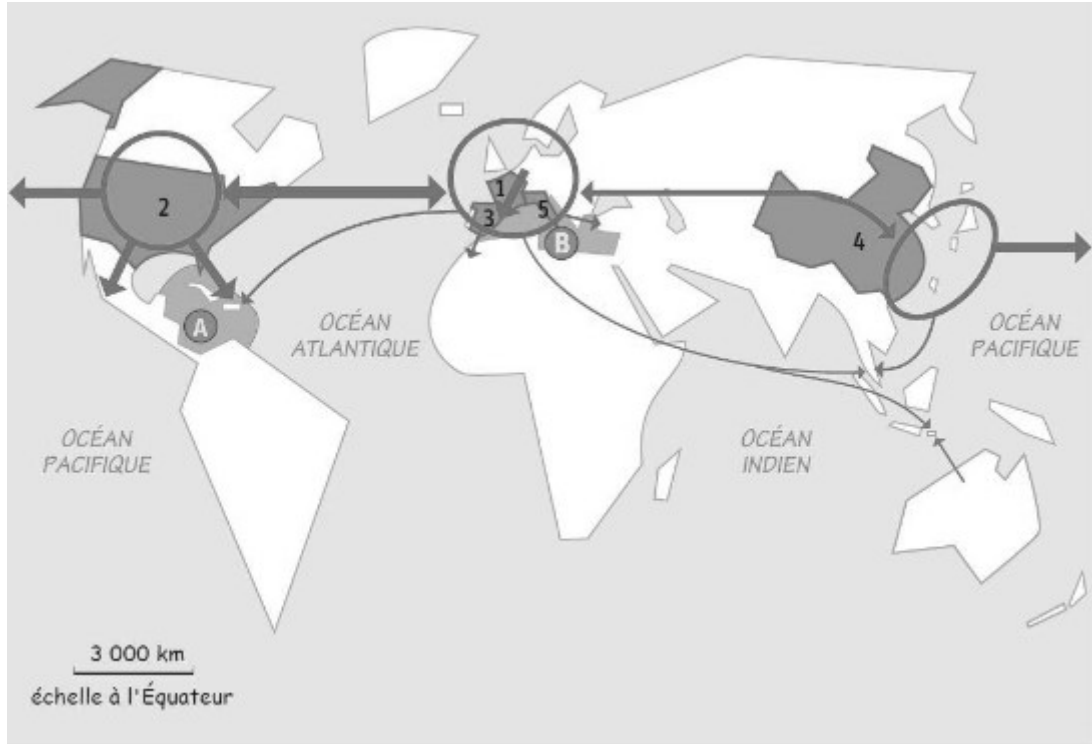 1
2
3
5
4
B
A
OCÉAN
ATLANTIQUE
OCÉAN
PACIFIQUE
OCÉAN
PACIFIQUE
OCÉAN
INDIEN
3 000 km
échelle à l'Équateur